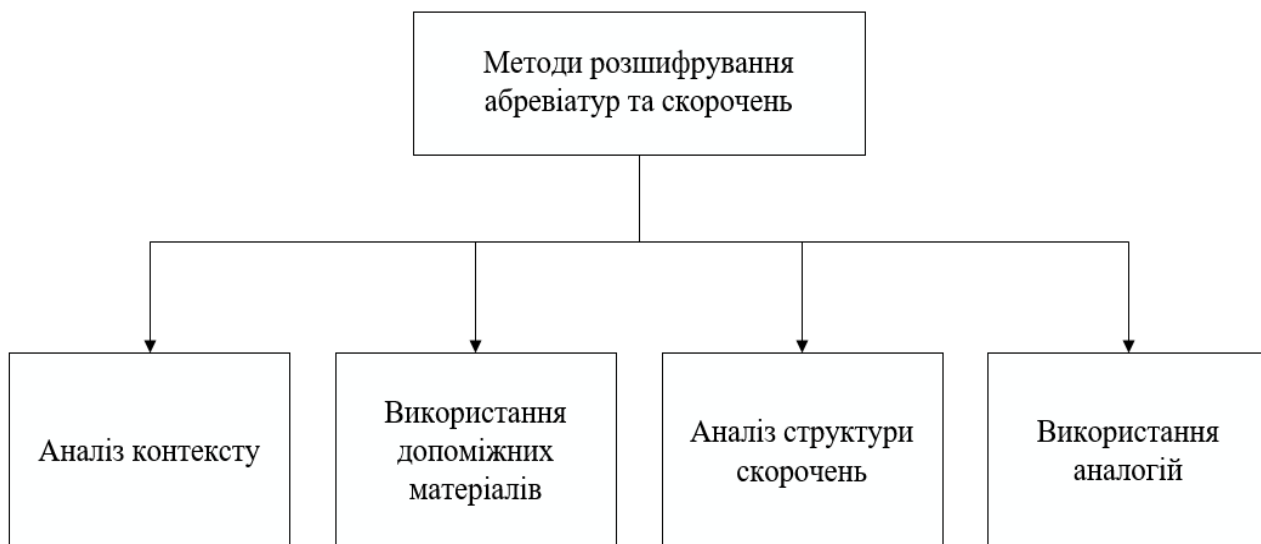 Методи розшифрування
абревіатур та скорочень
Аналіз контексту
Використання
допоміжних
матеріалів
Аналіз структури
скорочень
Використання
аналогій